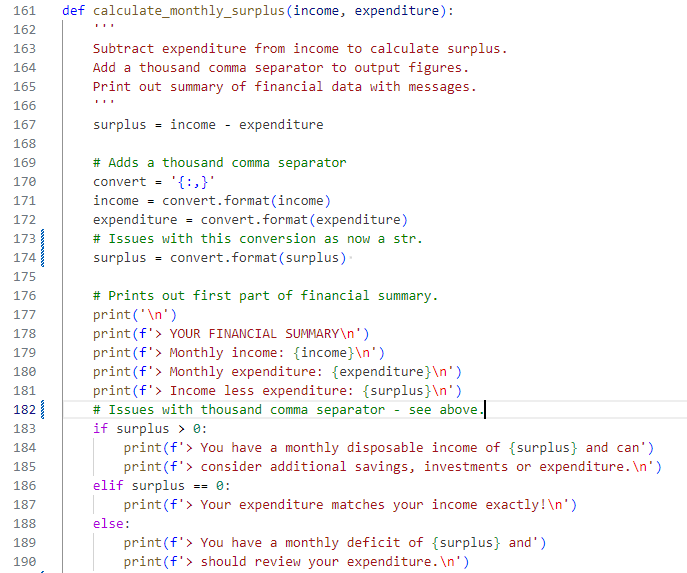 161 def calculate_monthly_surplus(income, expenditure):
162     '''
163     Subtract expenditure from income to calculate surplus.
164     Add a thousand comma separator to output figures.
165     Print out summary of financial data with messages.
166     '''
167     surplus = income - expenditure
168
169     # Adds a thousand comma separator
170     convert = '{:,}'
171     income = convert.format(income)
172     expenditure = convert.format(expenditure)
173     # Issues with this conversion as now a str.
174     surplus = convert.format(surplus)
175
176     # Prints out first part of financial summary.
177     print('\n')
178     print(f'> YOUR FINANCIAL SUMMARY\n')
179     print(f'> Monthly income: {income}\n')
180     print(f'> Monthly expenditure: {expenditure}\n')
181     print(f'> Income less expenditure: {surplus}\n')
182     # Issues with thousand comma separator - see above.
183     if surplus > 0:
184         print(f'> You have a monthly disposable income of {surplus} and can')
185         print(f'> consider additional savings, investments or expenditure.\n')
186     elif surplus == 0:
187         print(f'> Your expenditure matches your income exactly!\n')
188     else:
189         print(f'> You have a monthly deficit of {surplus} and')
190         print(f'> should review your expenditure.\n')